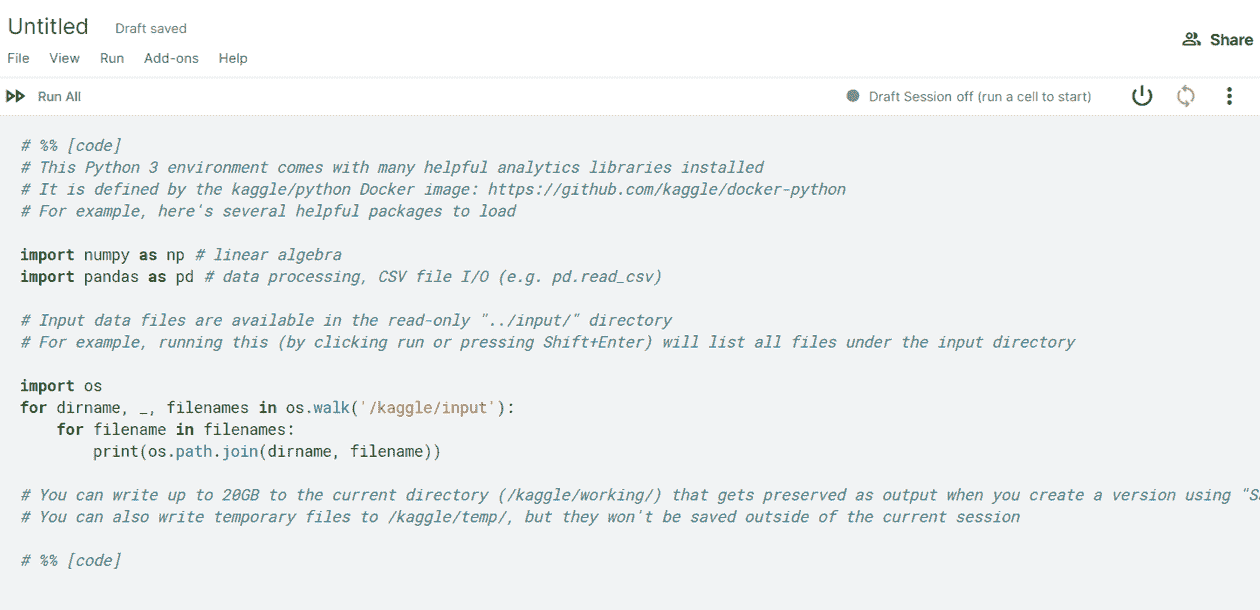 Untitled Draft saved
Share
File View Run Add-ons Help
Run All Draft Session off (run a cell to start)
# %% [code]
# This Python 3 environment comes with many helpful analytics libraries installed
# It is defined by the kaggle/python Docker image: https://github.com/kaggle/docker-python
# For example, here's several helpful packages to load
import numpy as np # linear algebra
import pandas as pd # data processing, CSV file I/O (e.g. pd.read_csv)
# Input data files are available in the read-only "../input/" directory
# For example, running this (by clicking run or pressing Shift+Enter) will list all files under the input directory
import os
for dirname, _, filenames in os.walk('/kaggle/input'):
    for filename in filenames:
        print(os.path.join(dirname, filename))
# You can write up to 20GB to the current directory (/kaggle/working/) that gets preserved as output when you create a version using
# You can also write temporary files to /kaggle/temp/, but they won't be saved outside of the current session
# %% [code]